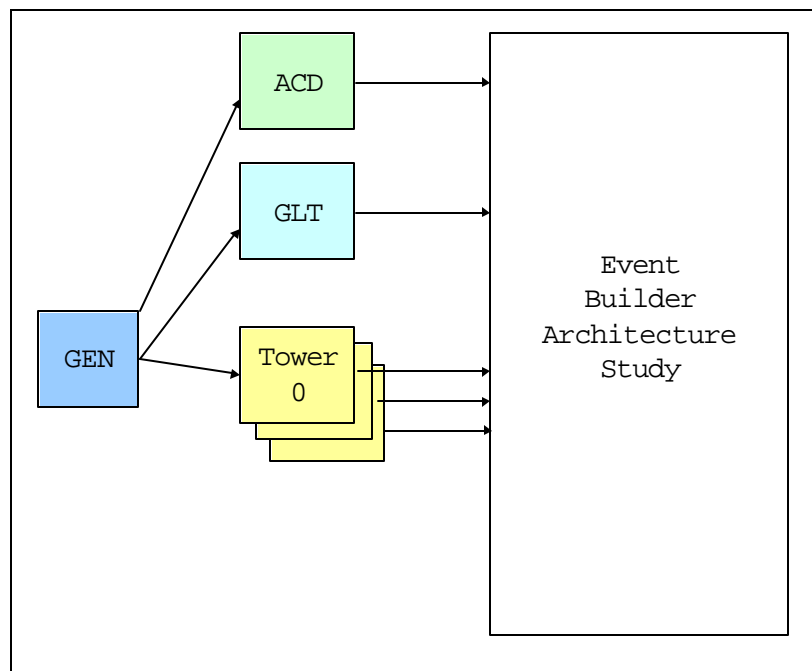 ACD
GLT
GEN
Tower
0
Event
Builder
Architecture
Study